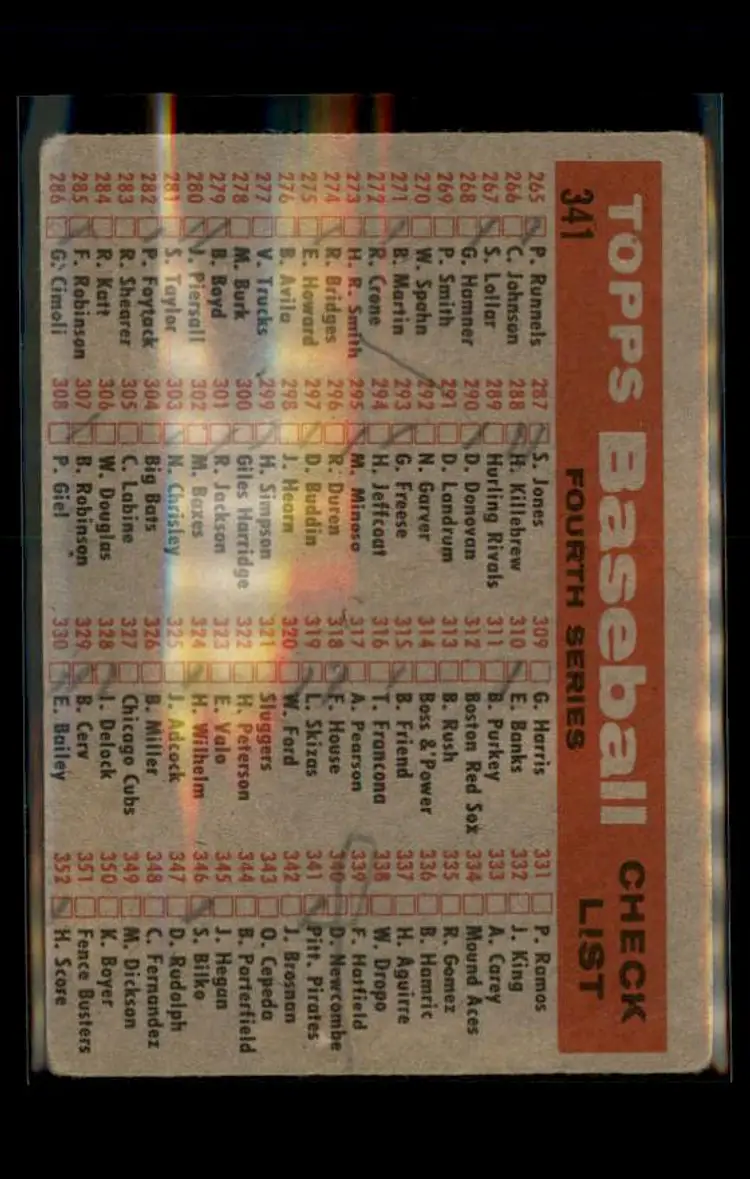 TOPPS Baseball CHECK LIST
341 FOURTH SERIES
265 P. Runnels
266 C. Johnson
267 S. Lollar
268 G. Hamner
269 P. Smith
270 W. Spahn
271 B. Martin
272 R. Crone
273 H. R. Smith
274 R. Bridges
275 E. Howard
276 B. Avila
277 V. Trucks
278 M. Burk
279 B. Boyd
280 J. Piersall
281 S. Taylor
282 P. Foytack
283 R. Shearer
284 R. Katt
285 F. Robinson
286 G. Cimoli
287 S. Jones
288 H. Killebrew
289 Hurling Rivals
290 D. Donovan
291 D. Landrum
292 N. Garver
293 G. Freese
294 H. Jeffcoat
295 M. Minoso
296 R. Duren
297 D. Buddin
298 J. Hearn
299 H. Simpson
300 Giles Harridge
301 R. Jackson
302 M. Baxes
303 N. Chrisley
304 Big Bats
305 C. Labine
306 W. Douglas
307 B. Robinson
308 P. Giel
309 G. Harris
310 E. Banks
311 B. Purkey
312 Boston Red Sox
313 B. Rush
314 Boss & Power
315 B. Friend
316 T. Francona
317 A. Pearson
318 F. House
319 L. Skizas
320 W. Ford
321 Sluggers
322 H. Peterson
323 E. Valo
324 H. Wilhelm
325 J. Adcock
326 B. Miller
327 Chicago Cubs
328 I. Delock
329 B. Cerv
330 E. Bailey
331 P. Ramos
332 J. King
333 A. Carey
334 Mound Aces
335 R. Gomez
336 B. Hamric
337 H. Aguirre
338 W. Dropo
339 F. Hatfield
340 D. Newcombe
341 Pitt. Pirates
342 J. Brosnan
343 O. Cepeda
344 B. Porterfield
345 J. Hegan
346 S. Bilko
347 D. Rudolph
348 C. Fernandez
349 M. Dickson
350 K. Boyer
351 Fence Busters
352 H. Score